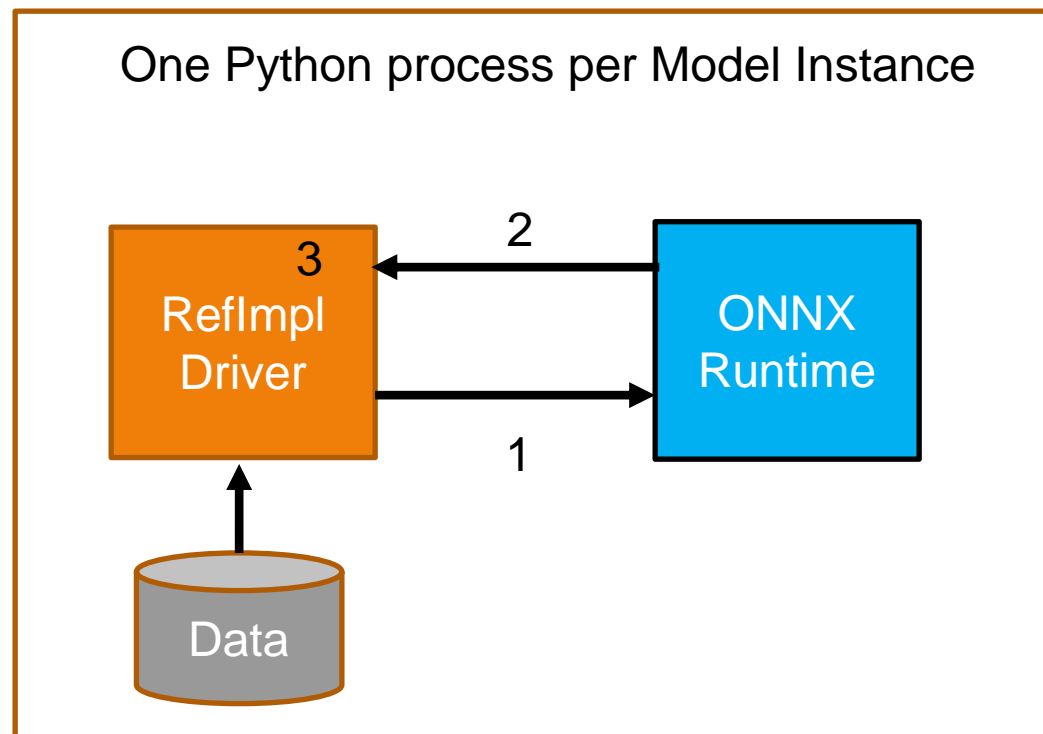 One Python process per Model Instance
2
3
RefImpl
Driver
ONNX
Runtime
1
Data